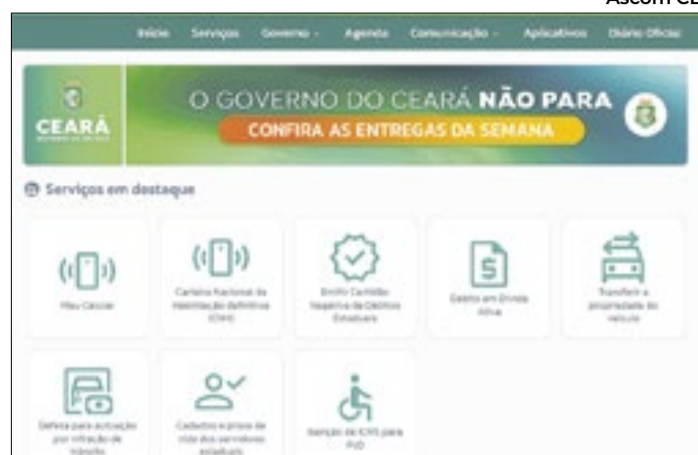 Ascom CE
Início Serviços Governo Agenda Comunicação Aplicativos Diário Oficial
CEARÁ
O GOVERNO DO CEARÁ NÃO PARA
CONFIRA AS ENTREGAS DA SEMANA
Serviços em destaque
Meu Celular
Carteira Nacional de
Habilitação definitiva
(CNH)
Emitir Certidão
Negativa de Débitos
Estaduais
Débito em Dívida
Ativa
Transferir a
propriedade do
veículo
Defesa para autuação
por infração de
trânsito
Cadastro e prova de
vida dos servidores
estaduais
Isenção de ICMS para
PcD